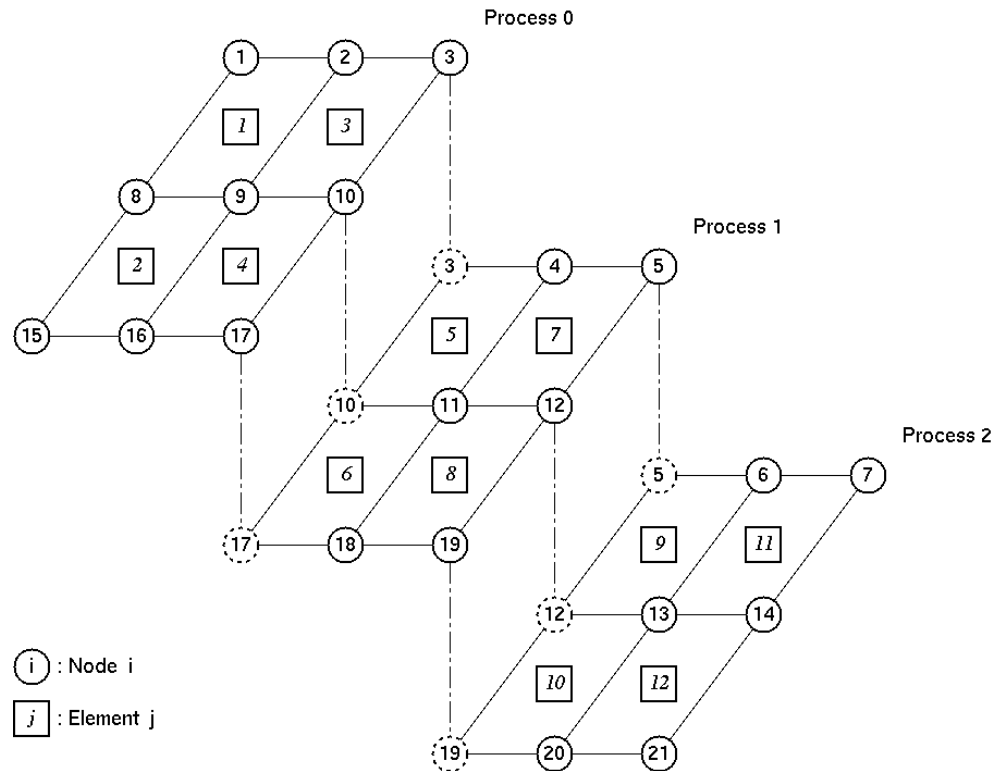 Process 0
1 2 3
1 3
8 9 10
Process 1
2 4
3 4 5
15 16 17
5 7
10 11 12
Process 2
6 8
5 6 7
17 18 19
9 11
12 13 14
i : Node i
10 12
j : Element j
19 20 21